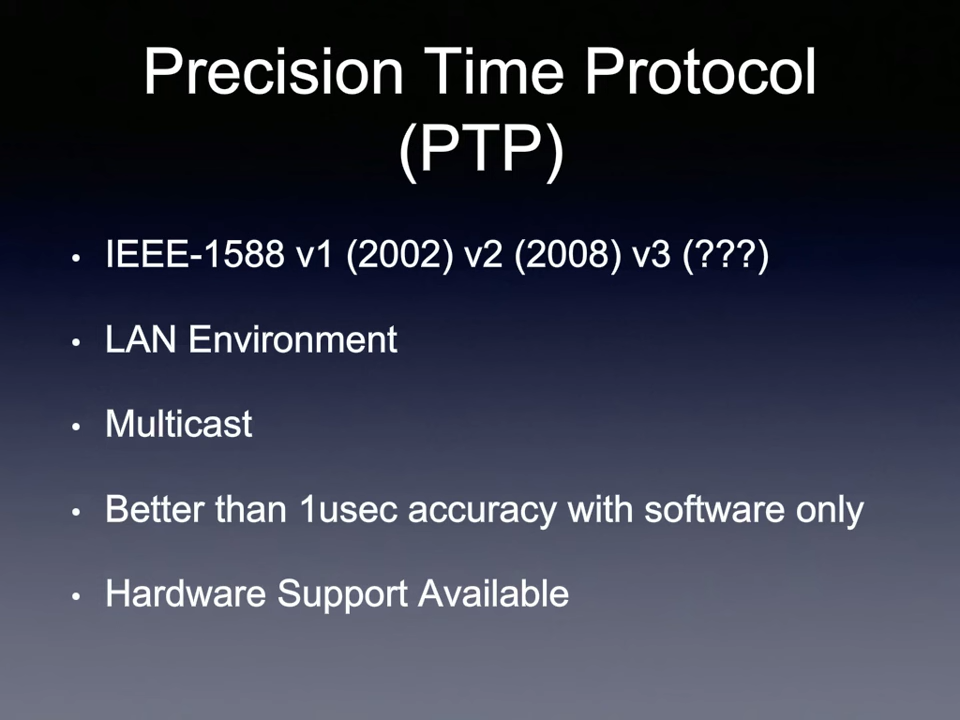 Precision Time Protocol
(PTP)
• IEEE-1588 v1 (2002) v2 (2008) v3 (???)
• LAN Environment
• Multicast
• Better than 1usec accuracy with software only
• Hardware Support Available